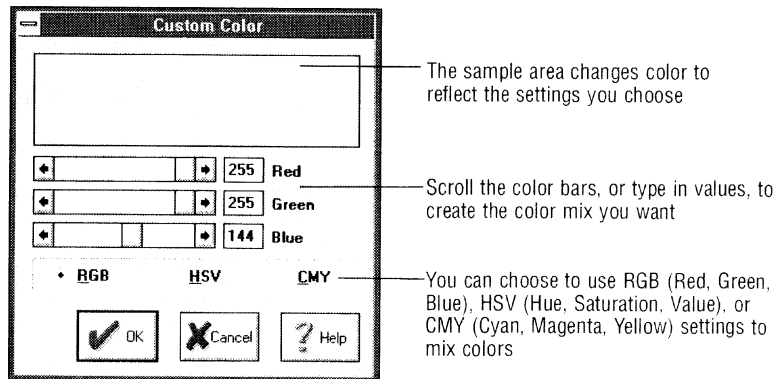 Custom Color
The sample area changes color to
reflect the settings you choose
255 Red
255 Green
144 Blue
Scroll the color bars, or type in values, to
create the color mix you want
RGB HSV CMY
You can choose to use RGB (Red, Green,
Blue), HSV (Hue, Saturation, Value), or
CMY (Cyan, Magenta, Yellow) settings to
mix colors
OK Cancel ? Help